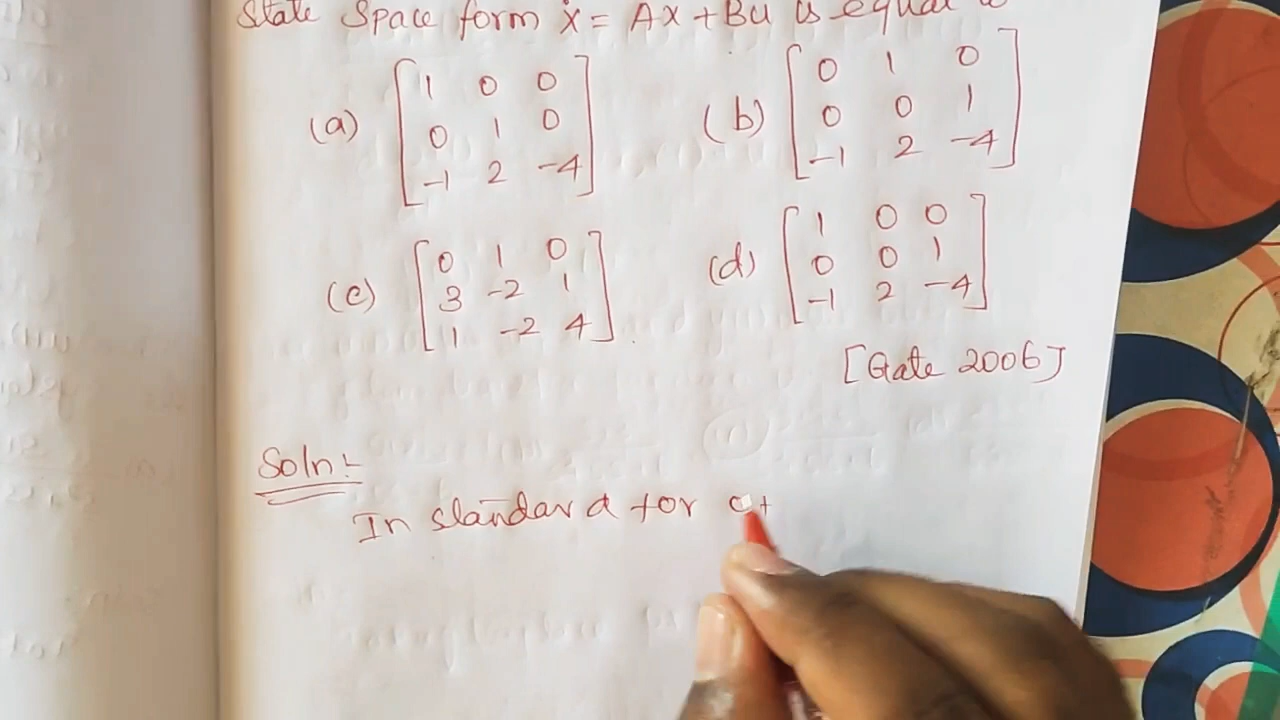 State Space form ẋ = Ax + Bu is equal to
(a) [ 1 0 0 (b) [ 0 1 0
0 1 0 0 0 1
-1 2 -4 ] -1 2 -4 ]
(c) [ 0 1 0 (d) [ 1 0 0
3 -2 1 0 0 1
1 -2 4 ] -1 2 -4 ]
[Gate 2006]
Soln:-
In standard for